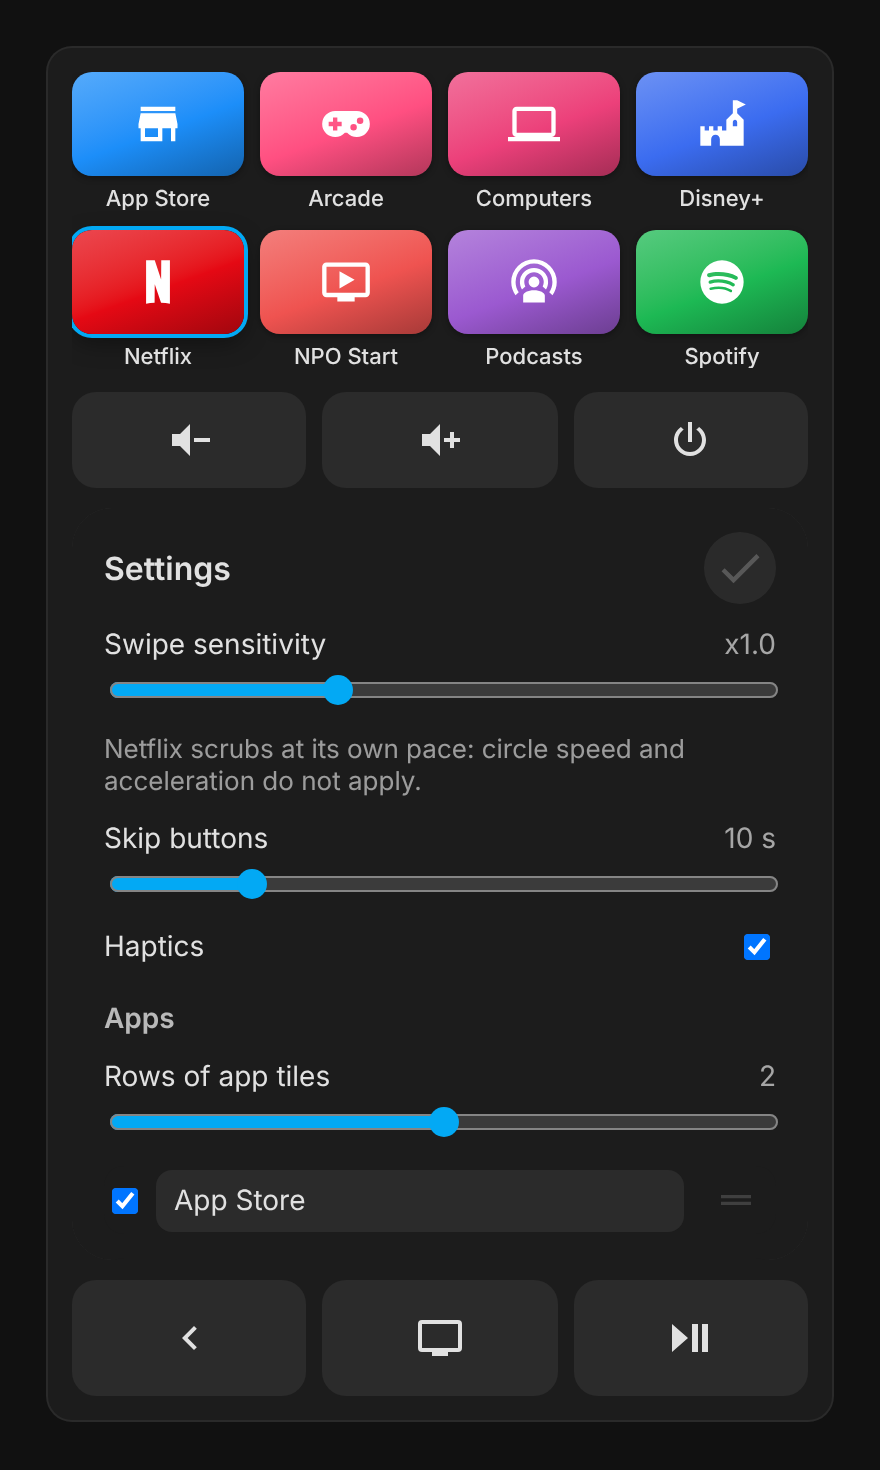 App Store
Arcade
Computers
Disney+
Netflix
NPO Start
Podcasts
Spotify
Settings
Swipe sensitivity
x1.0
Netflix scrubs at its own pace: circle speed and
acceleration do not apply.
Skip buttons
10 s
Haptics
Apps
Rows of app tiles
2
App Store